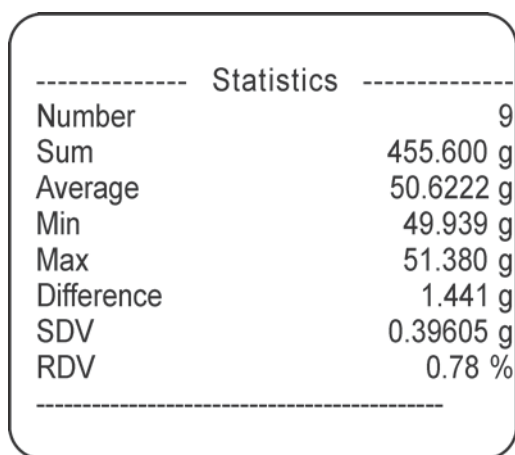 -------------- Statistics --------------
Number 9
Sum 455.600 g
Average 50.6222 g
Min 49.939 g
Max 51.380 g
Difference 1.441 g
SDV 0.39605 g
RDV 0.78 %
--------------------------------------------